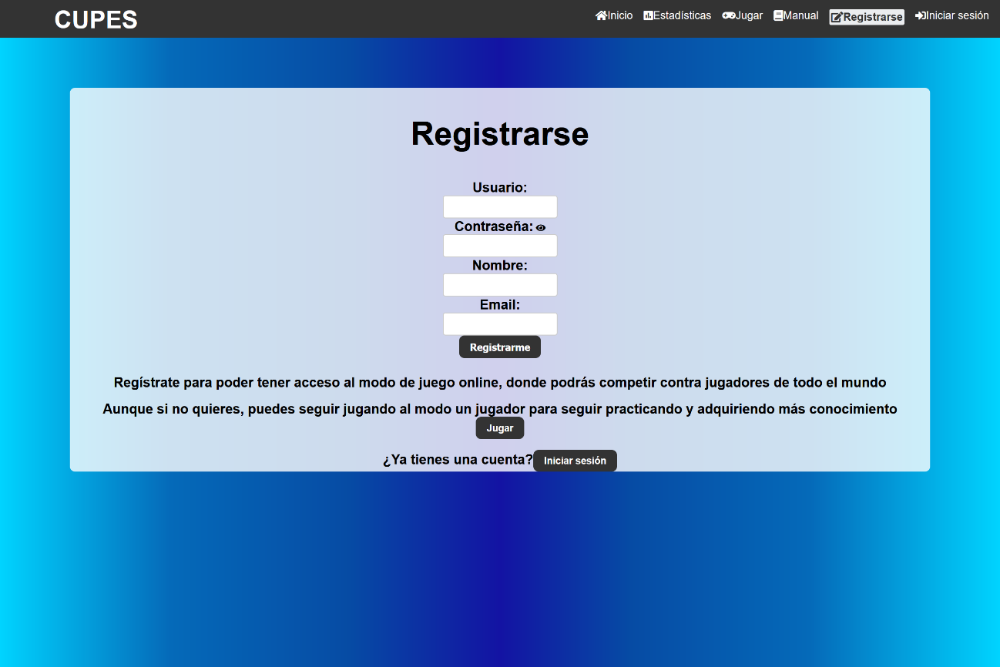 CUPES
Inicio Estadísticas Jugar Manual Registrarse Iniciar sesión
Registrarse
Usuario:
Contraseña:
Nombre:
Email:
Registrarme
Regístrate para poder tener acceso al modo de juego online, donde podrás competir contra jugadores de todo el mundo
Aunque si no quieres, puedes seguir jugando al modo un jugador para seguir practicando y adquiriendo más conocimiento
Jugar
¿Ya tienes una cuenta? Iniciar sesión